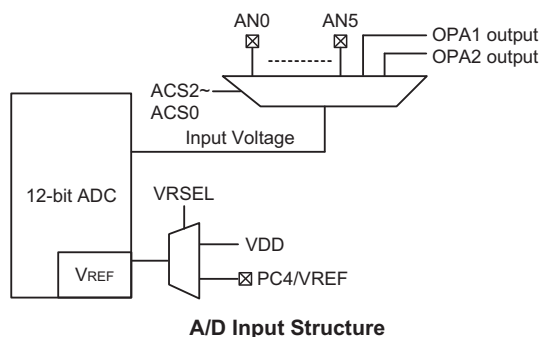 AN0 AN5
OPA1 output
OPA2 output
ACS2~
ACS0
Input Voltage
12-bit ADC
VRSEL
VDD
VREF
PC4/VREF
A/D Input Structure